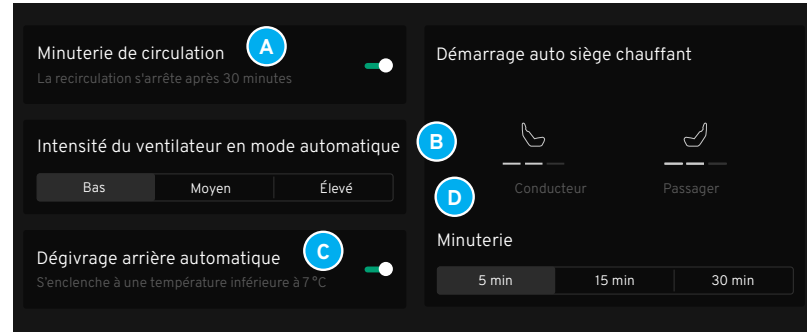 Minuterie de circulation
A
La recirculation s'arrête après 30 minutes
Intensité du ventilateur en mode automatique
B
Bas Moyen Élevé
Dégivrage arrière automatique
C
S'enclenche à une température inférieure à 7 °C
Démarrage auto siège chauffant
D
Conducteur Passager
Minuterie
5 min 15 min 30 min